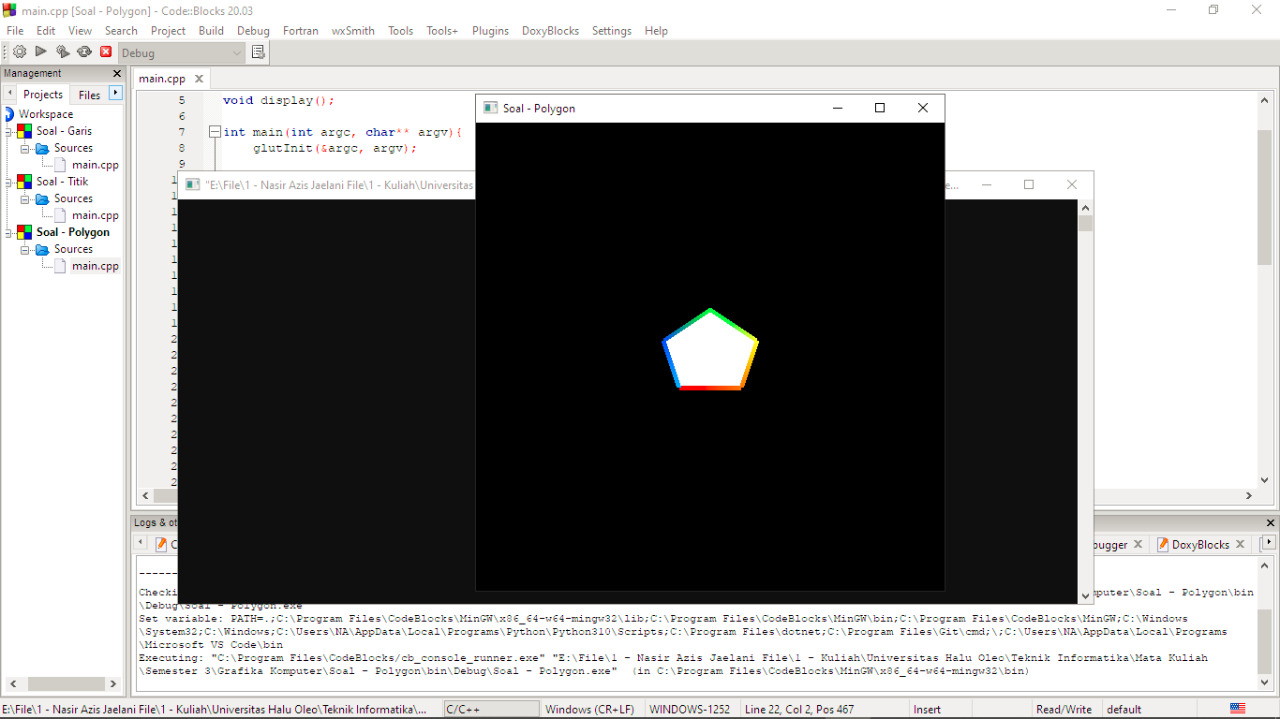 main.cpp [Soal - Polygon] - Code::Blocks 20.03
File Edit View Search Project Build Debug Fortran wxSmith Tools Tools+ Plugins DoxyBlocks Settings Help
Debug
Management
Projects Files
Workspace
Soal - Garis
Sources
main.cpp
Soal - Titik
Sources
main.cpp
Soal - Polygon
Sources
main.cpp
main.cpp
5 void display();
6
7 int main(int argc, char** argv){
8 glutInit(&argc, argv);
9
Soal - Polygon
"E:\File\1 - Nasir Azis Jaelani File\1 - Kuliah\Universitas
e...
Logs & ot
bugger DoxyBlocks
Checki
mputer\Soal - Polygon\bin
\Debug\Soal - Polygon.exe
Set variable: PATH=.;C:\Program Files\CodeBlocks\MinGW\x86_64-w64-mingw32\lib;C:\Program Files\CodeBlocks\MinGW\bin;C:\Program Files\CodeBlocks\MinGW;C:\Windows
\System32;C:\Windows;C:\Users\NA\AppData\Local\Programs\Python\Python310\Scripts;C:\Program Files\dotnet;C:\Program Files\Git\cmd;\;C:\Users\NA\AppData\Local\Programs
\Microsoft VS Code\bin
Executing: "C:\Program Files\CodeBlocks/cb_console_runner.exe" "E:\File\1 - Nasir Azis Jaelani File\1 - Kuliah\Universitas Halu Oleo\Teknik Informatika\Mata Kuliah
\Semester 3\Grafika Komputer\Soal - Polygon\bin\Debug\Soal - Polygon.exe" (in C:\Program Files\CodeBlocks\MinGW\x86_64-w64-mingw32\bin)
E:\File\1 - Nasir Azis Jaelani File\1 - Kuliah\Universitas Halu Oleo\Teknik Informatika\... C/C++ Windows (CR+LF) WINDOWS-1252 Line 22, Col 2, Pos 467 Insert Read/Write default